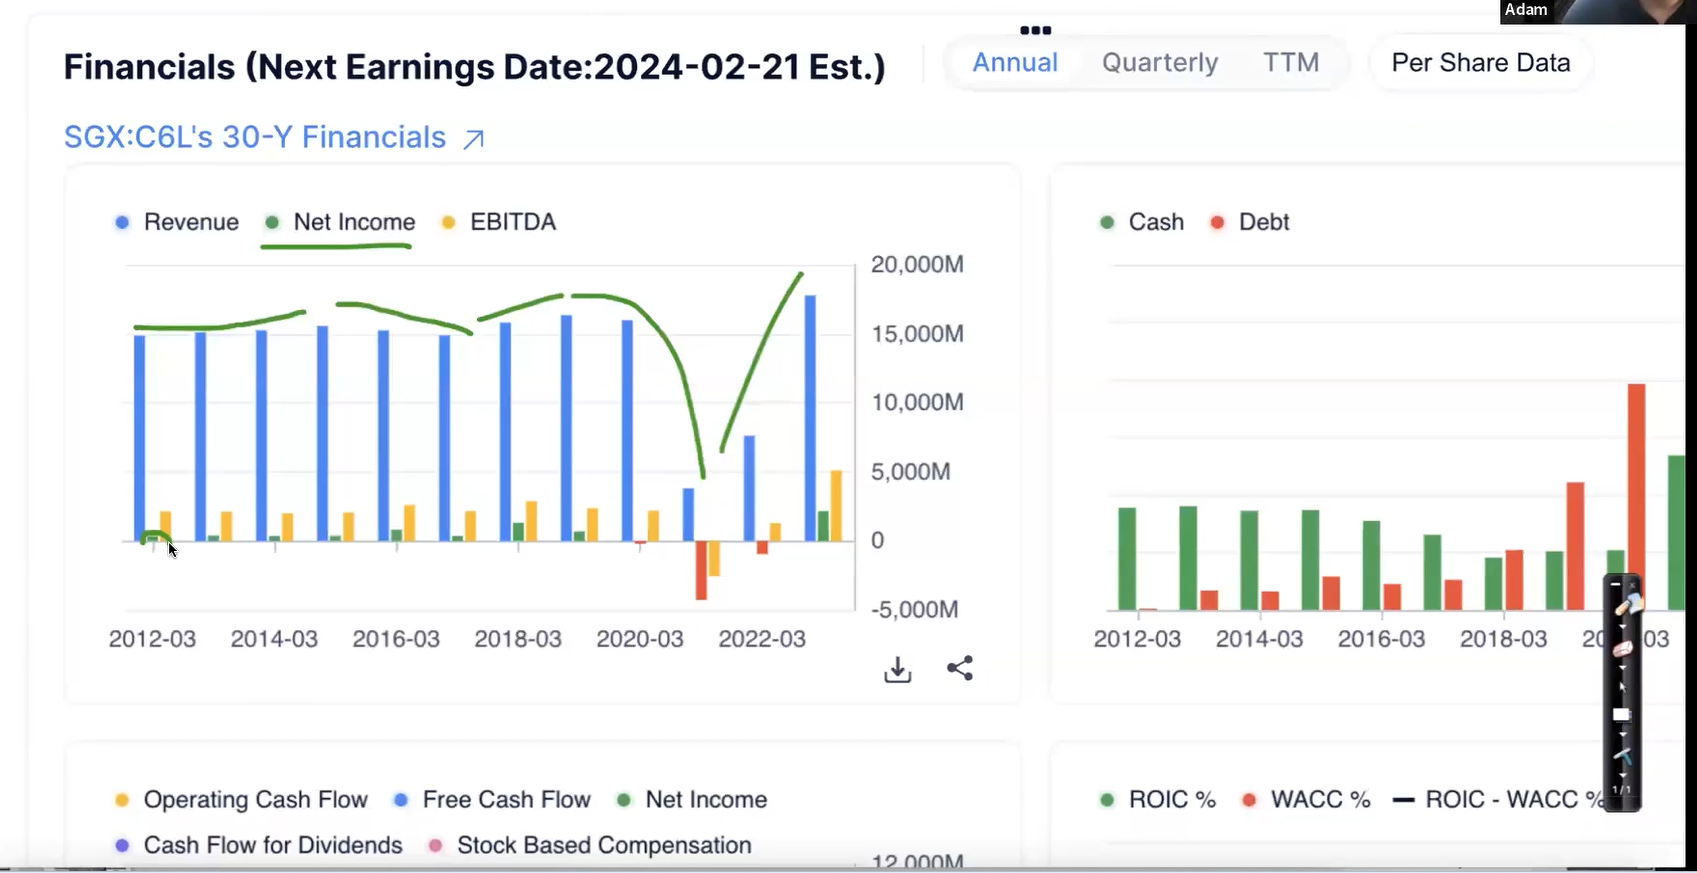 Adam
Financials (Next Earnings Date:2024-02-21 Est.)
Annual Quarterly TTM
Per Share Data
SGX:C6L's 30-Y Financials
Revenue Net Income EBITDA
20,000M
15,000M
10,000M
5,000M
0
-5,000M
2012-03 2014-03 2016-03 2018-03 2020-03 2022-03
Cash Debt
2012-03 2014-03 2016-03 2018-03
Operating Cash Flow Free Cash Flow Net Income
Cash Flow for Dividends Stock Based Compensation
12,000M
ROIC % WACC % ROIC - WACC %
1/1